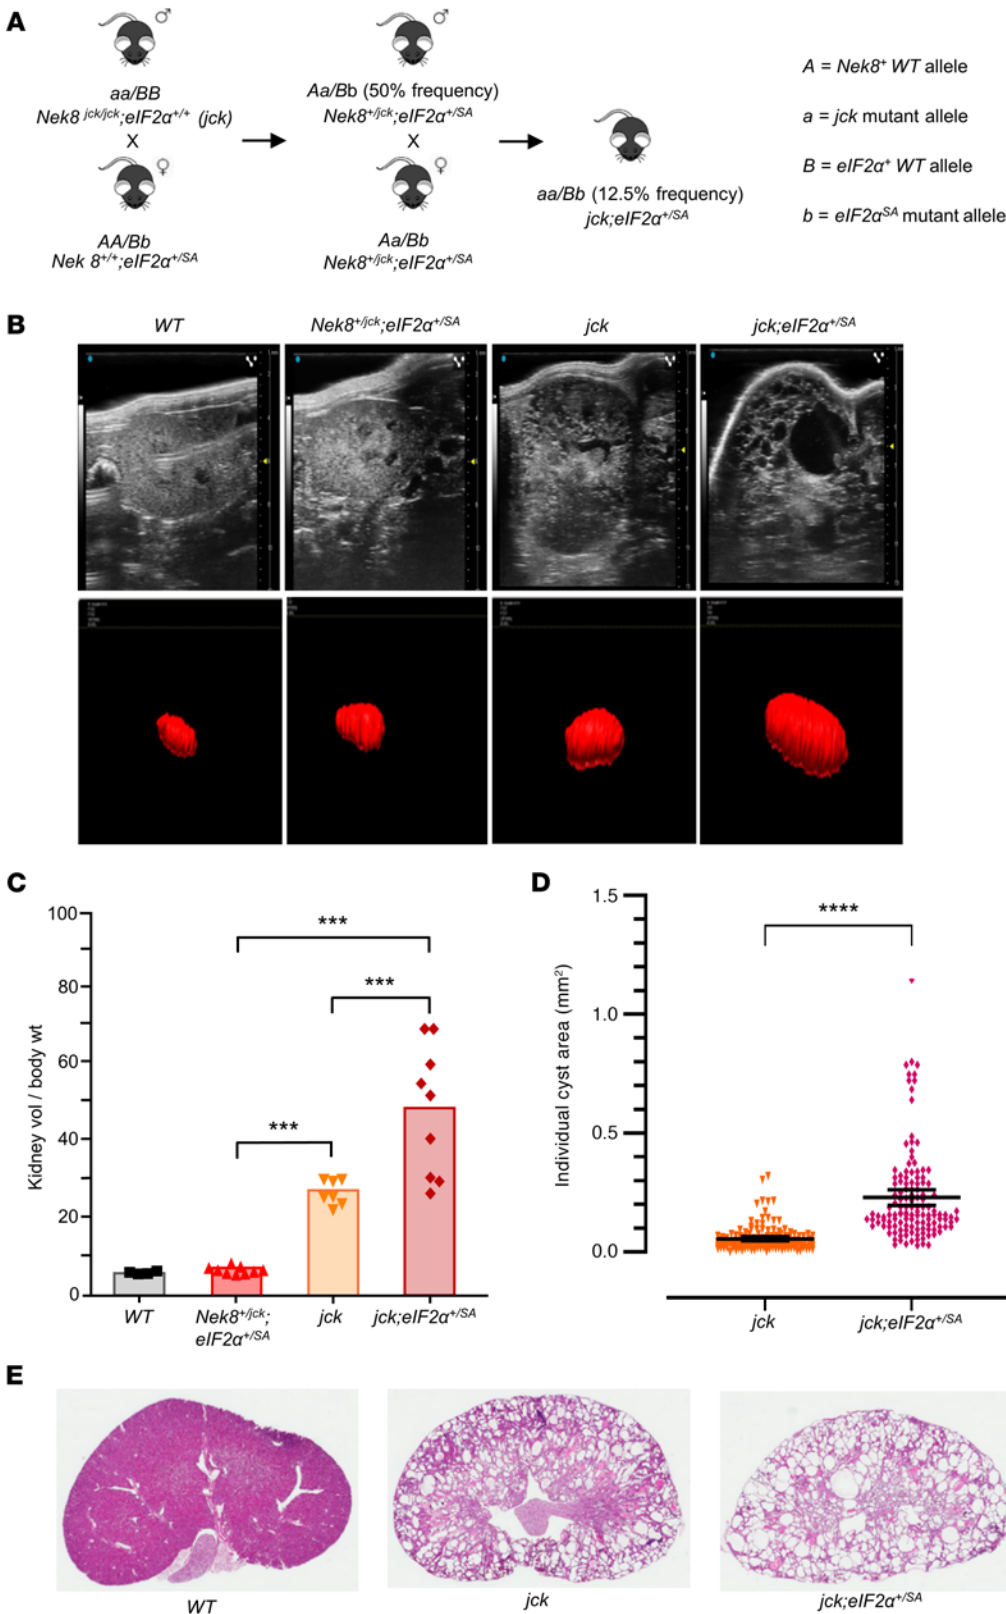 A
aa/BB
Nek8 jck/jck;eIF2α+/+ (jck)
X
AA/Bb
Nek 8+/+;eIF2α+/SA
Aa/Bb (50% frequency)
Nek8+/jck;eIF2α+/SA
X
Aa/Bb
Nek8+/jck;eIF2α+/SA
aa/Bb (12.5% frequency)
jck;eIF2α+/SA
A = Nek8+ WT allele
a = jck mutant allele
B = eIF2α+ WT allele
b = eIF2αSA mutant allele
B
WT
Nek8+/jck;eIF2α+/SA
jck
jck;eIF2α+/SA
C
Kidney vol / body wt
100
80
60
40
20
0
***
***
***
WT
Nek8+/jck;
eIF2α+/SA
jck
jck;eIF2α+/SA
D
Individual cyst area (mm2)
1.5
1.0
0.5
0.0
****
jck
jck;eIF2α+/SA
E
WT
jck
jck;eIF2α+/SA